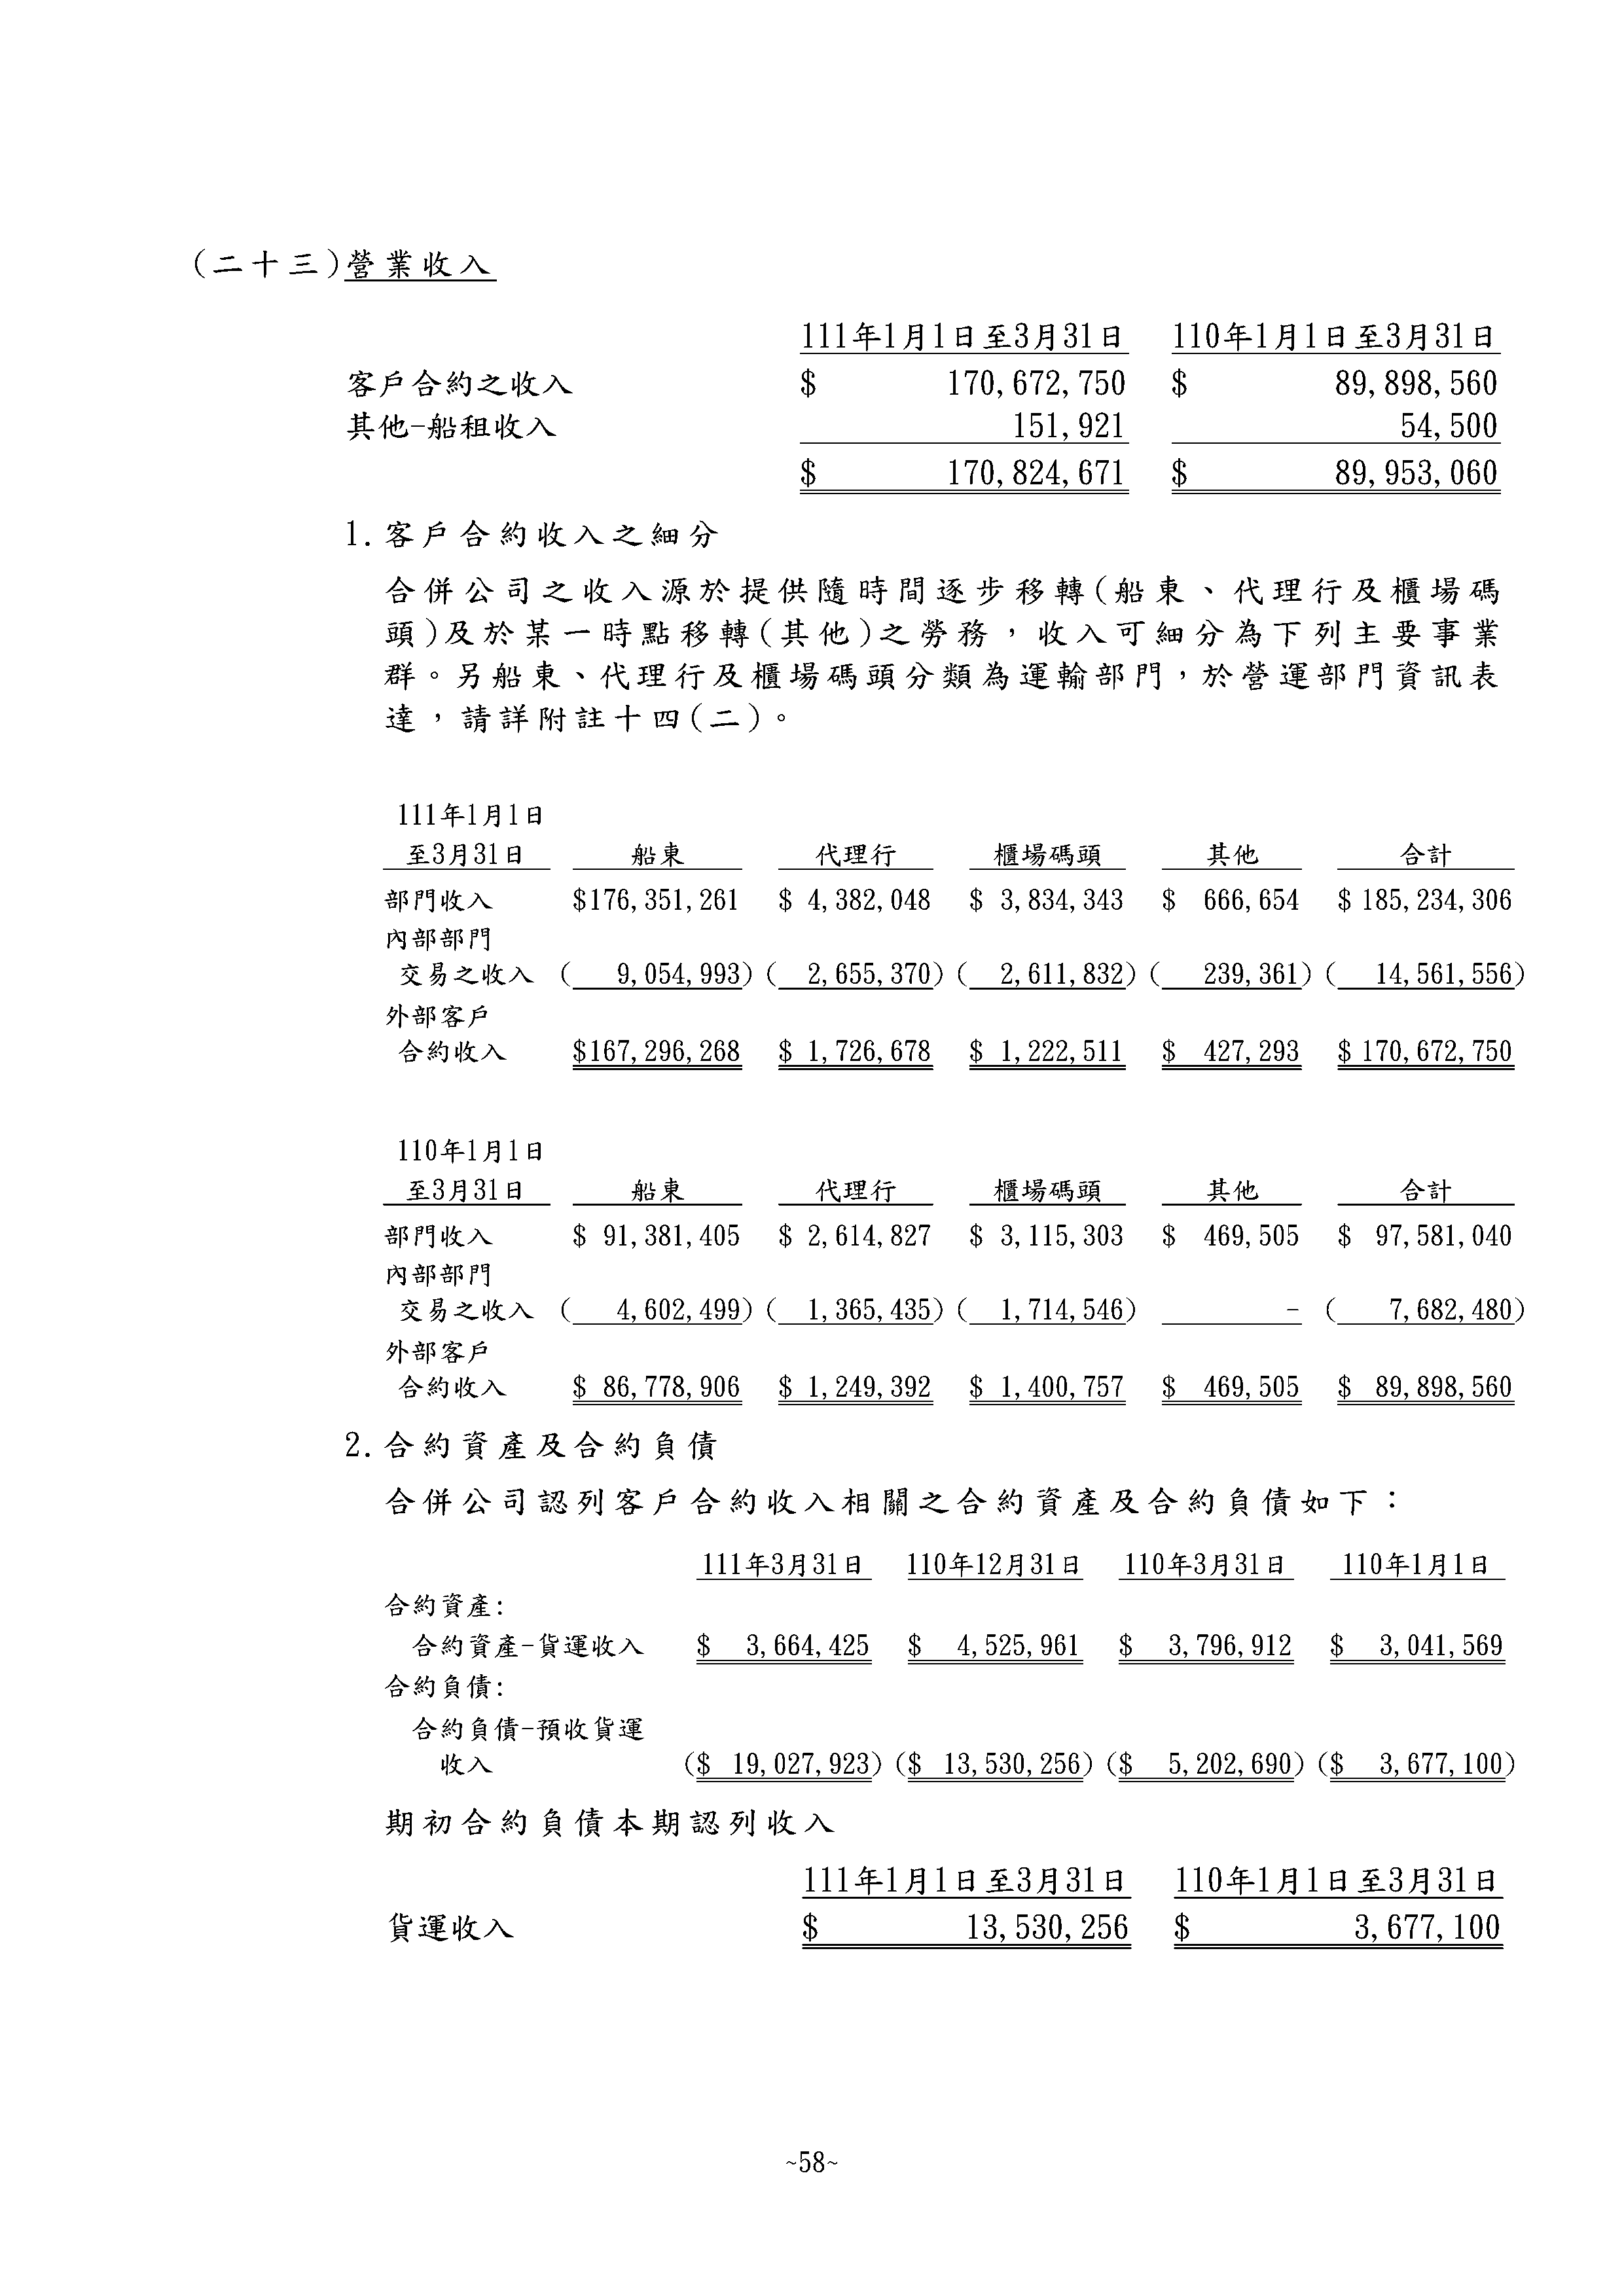 (二十三)營業收入
111年1月1日至3月31日 110年1月1日至3月31日
客戶合約之收入 $ 170,672,750 $ 89,898,560
其他-船租收入 151,921 54,500
$ 170,824,671 $ 89,953,060
1.客戶合約收入之細分
合併公司之收入源於提供隨時間逐步移轉(船東、代理行及櫃場碼
頭)及於某一時點移轉(其他)之勞務，收入可細分為下列主要事業
群。另船東、代理行及櫃場碼頭分類為運輸部門，於營運部門資訊表
達，請詳附註十四(二)。
111年1月1日
至3月31日 船東 代理行 櫃場碼頭 其他 合計
部門收入 $176,351,261 $ 4,382,048 $ 3,834,343 $ 666,654 $ 185,234,306
內部部門
交易之收入 ( 9,054,993) ( 2,655,370) ( 2,611,832) ( 239,361) ( 14,561,556)
外部客戶
合約收入 $167,296,268 $ 1,726,678 $ 1,222,511 $ 427,293 $ 170,672,750
110年1月1日
至3月31日 船東 代理行 櫃場碼頭 其他 合計
部門收入 $ 91,381,405 $ 2,614,827 $ 3,115,303 $ 469,505 $ 97,581,040
內部部門
交易之收入 ( 4,602,499) ( 1,365,435) ( 1,714,546) - ( 7,682,480)
外部客戶
合約收入 $ 86,778,906 $ 1,249,392 $ 1,400,757 $ 469,505 $ 89,898,560
2.合約資產及合約負債
合併公司認列客戶合約收入相關之合約資產及合約負債如下：
111年3月31日 110年12月31日 110年3月31日 110年1月1日
合約資產:
合約資產-貨運收入 $ 3,664,425 $ 4,525,961 $ 3,796,912 $ 3,041,569
合約負債:
合約負債-預收貨運
收入 ($ 19,027,923) ($ 13,530,256) ($ 5,202,690) ($ 3,677,100)
期初合約負債本期認列收入
111年1月1日至3月31日 110年1月1日至3月31日
貨運收入 $ 13,530,256 $ 3,677,100
~58~